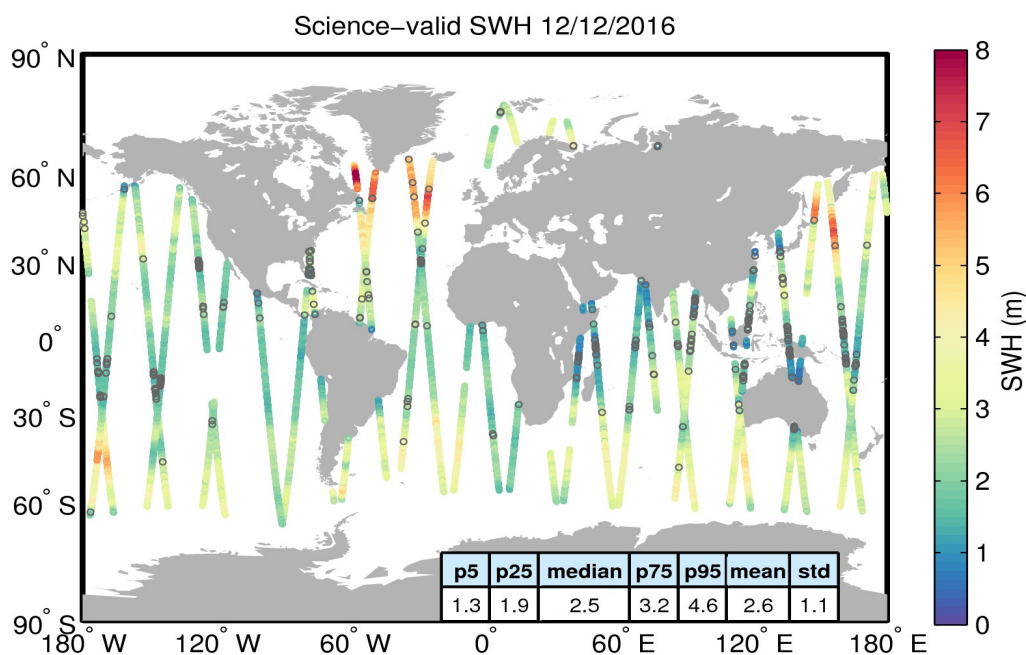 Science−valid SWH 12/12/2016
90° N
60° N
30° N
0°
30° S
60° S
90° S
180° W
120° W
60° W
0°
60° E
120° E
180° E
p5 p25 median p75 p95 mean std
1.3 1.9 2.5 3.2 4.6 2.6 1.1
8
7
6
5
4
3
2
1
0
SWH (m)